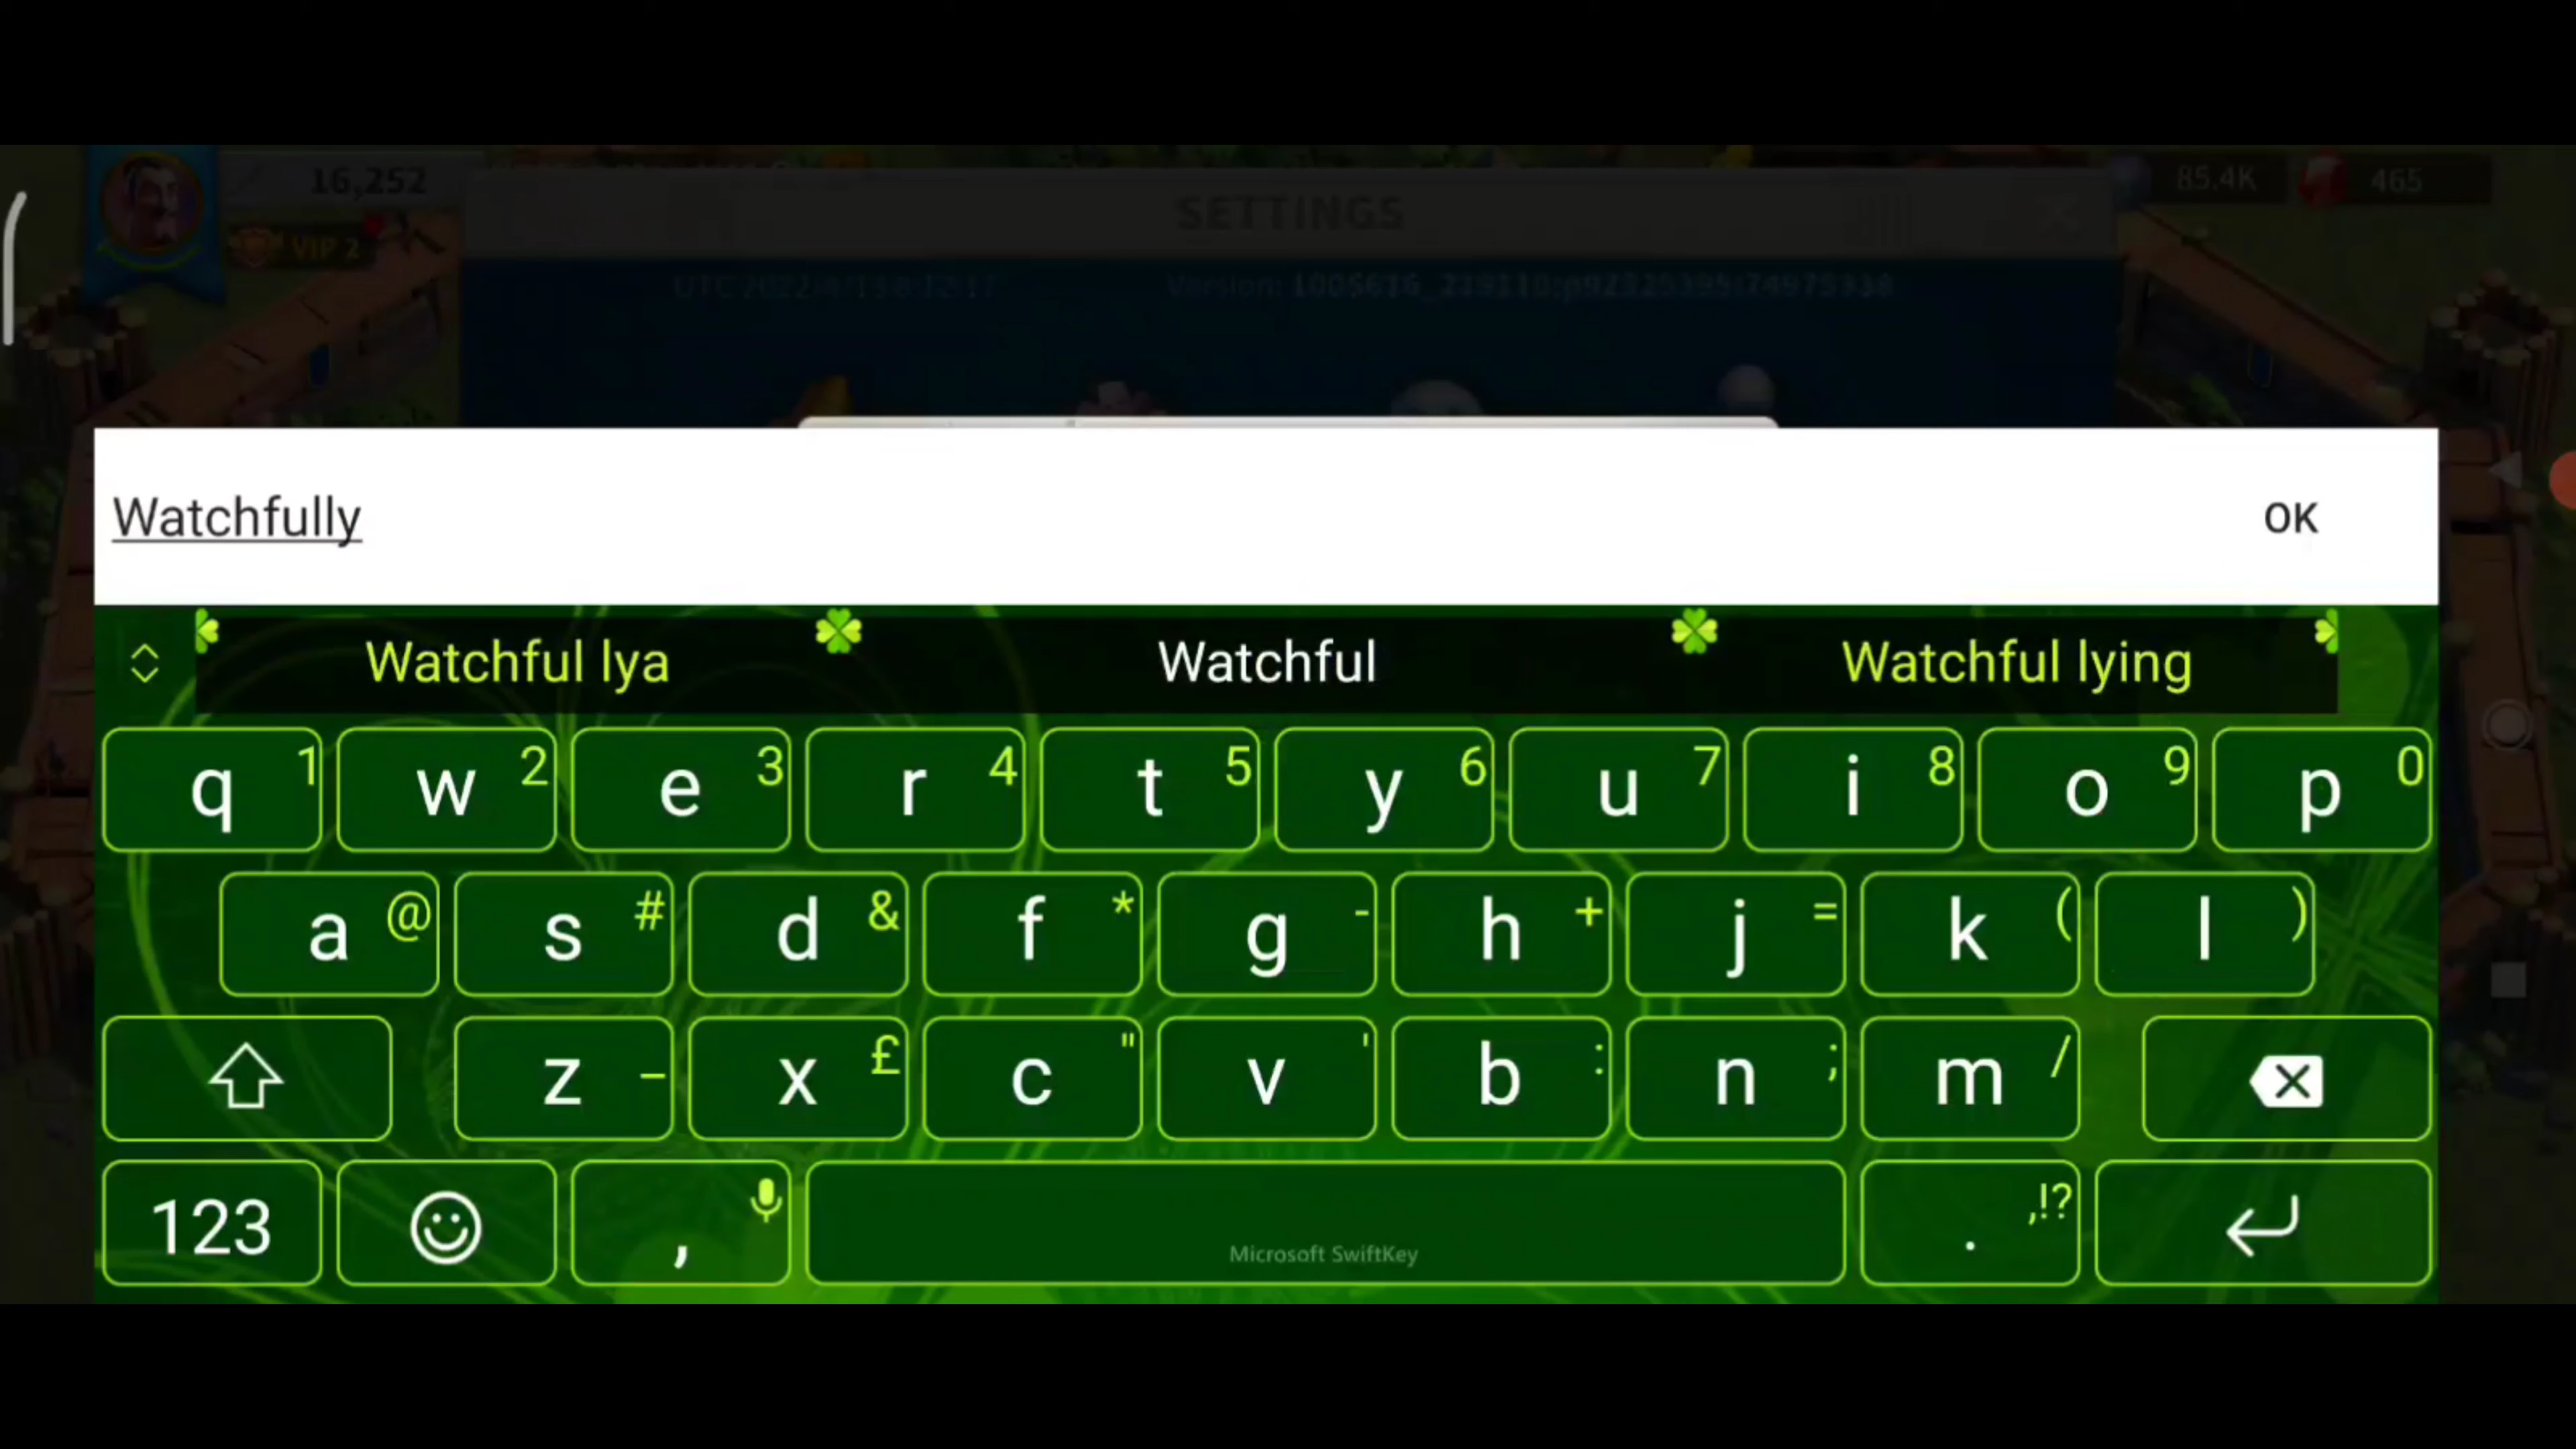 16,252
85.4K
465
SETTINGS
VIP 2
Watchfully
OK
Watchful lya
Watchful
Watchful lying
q 1 w 2 e 3 r 4 t 5 y 6 u 7 i 8 o 9 p 0
a @ s # d & f * g - h + j = k ( l )
z _ x £ c " v ' b : n ; m /
123 , . ,!?
Microsoft SwiftKey